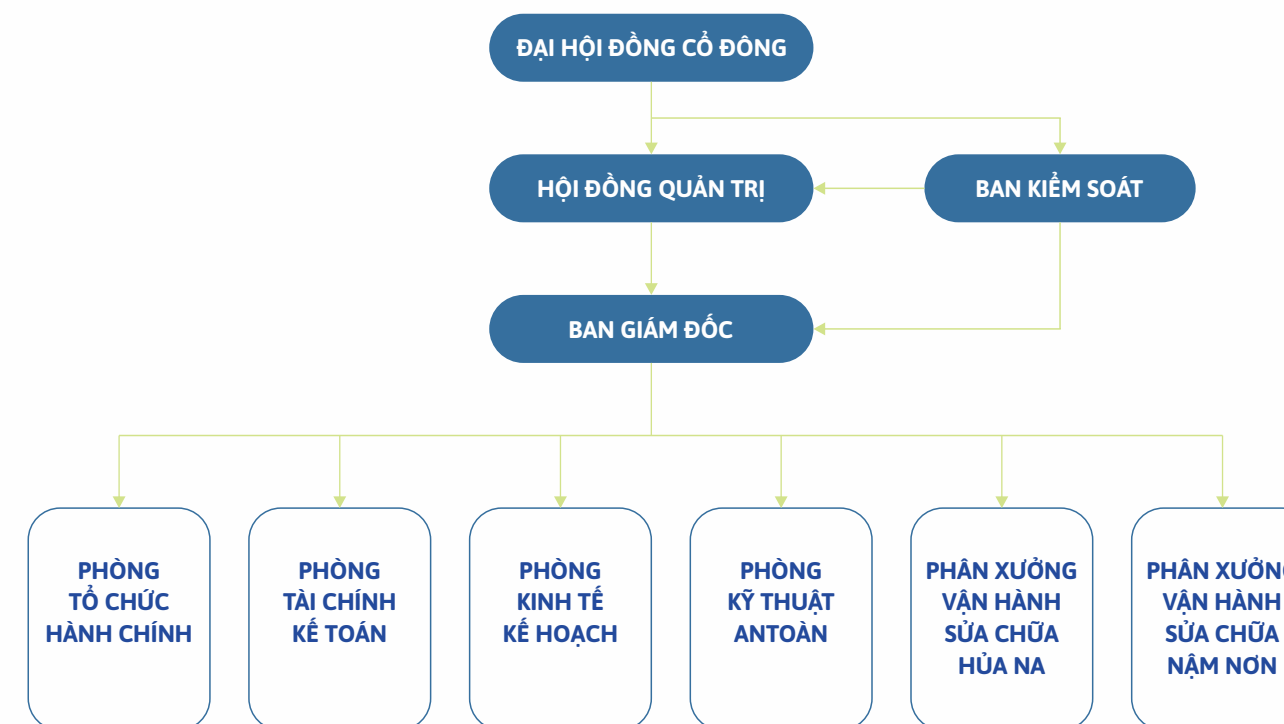 ĐẠI HỘI ĐỒNG CỔ ĐÔNG
HỘI ĐỒNG QUẢN TRỊ
BAN KIỂM SOÁT
BAN GIÁM ĐỐC
PHÒNG
TỔ CHỨC
HÀNH CHÍNH
PHÒNG
TÀI CHÍNH
KẾ TOÁN
PHÒNG
KINH TẾ
KẾ HOẠCH
PHÒNG
KỸ THUẬT
ANTOÀN
PHÂN XƯỞNG
VẬN HÀNH
SỬA CHỮA
HỦA NA
PHÂN XƯỞNG
VẬN HÀNH
SỬA CHỮA
NẬM NƠN